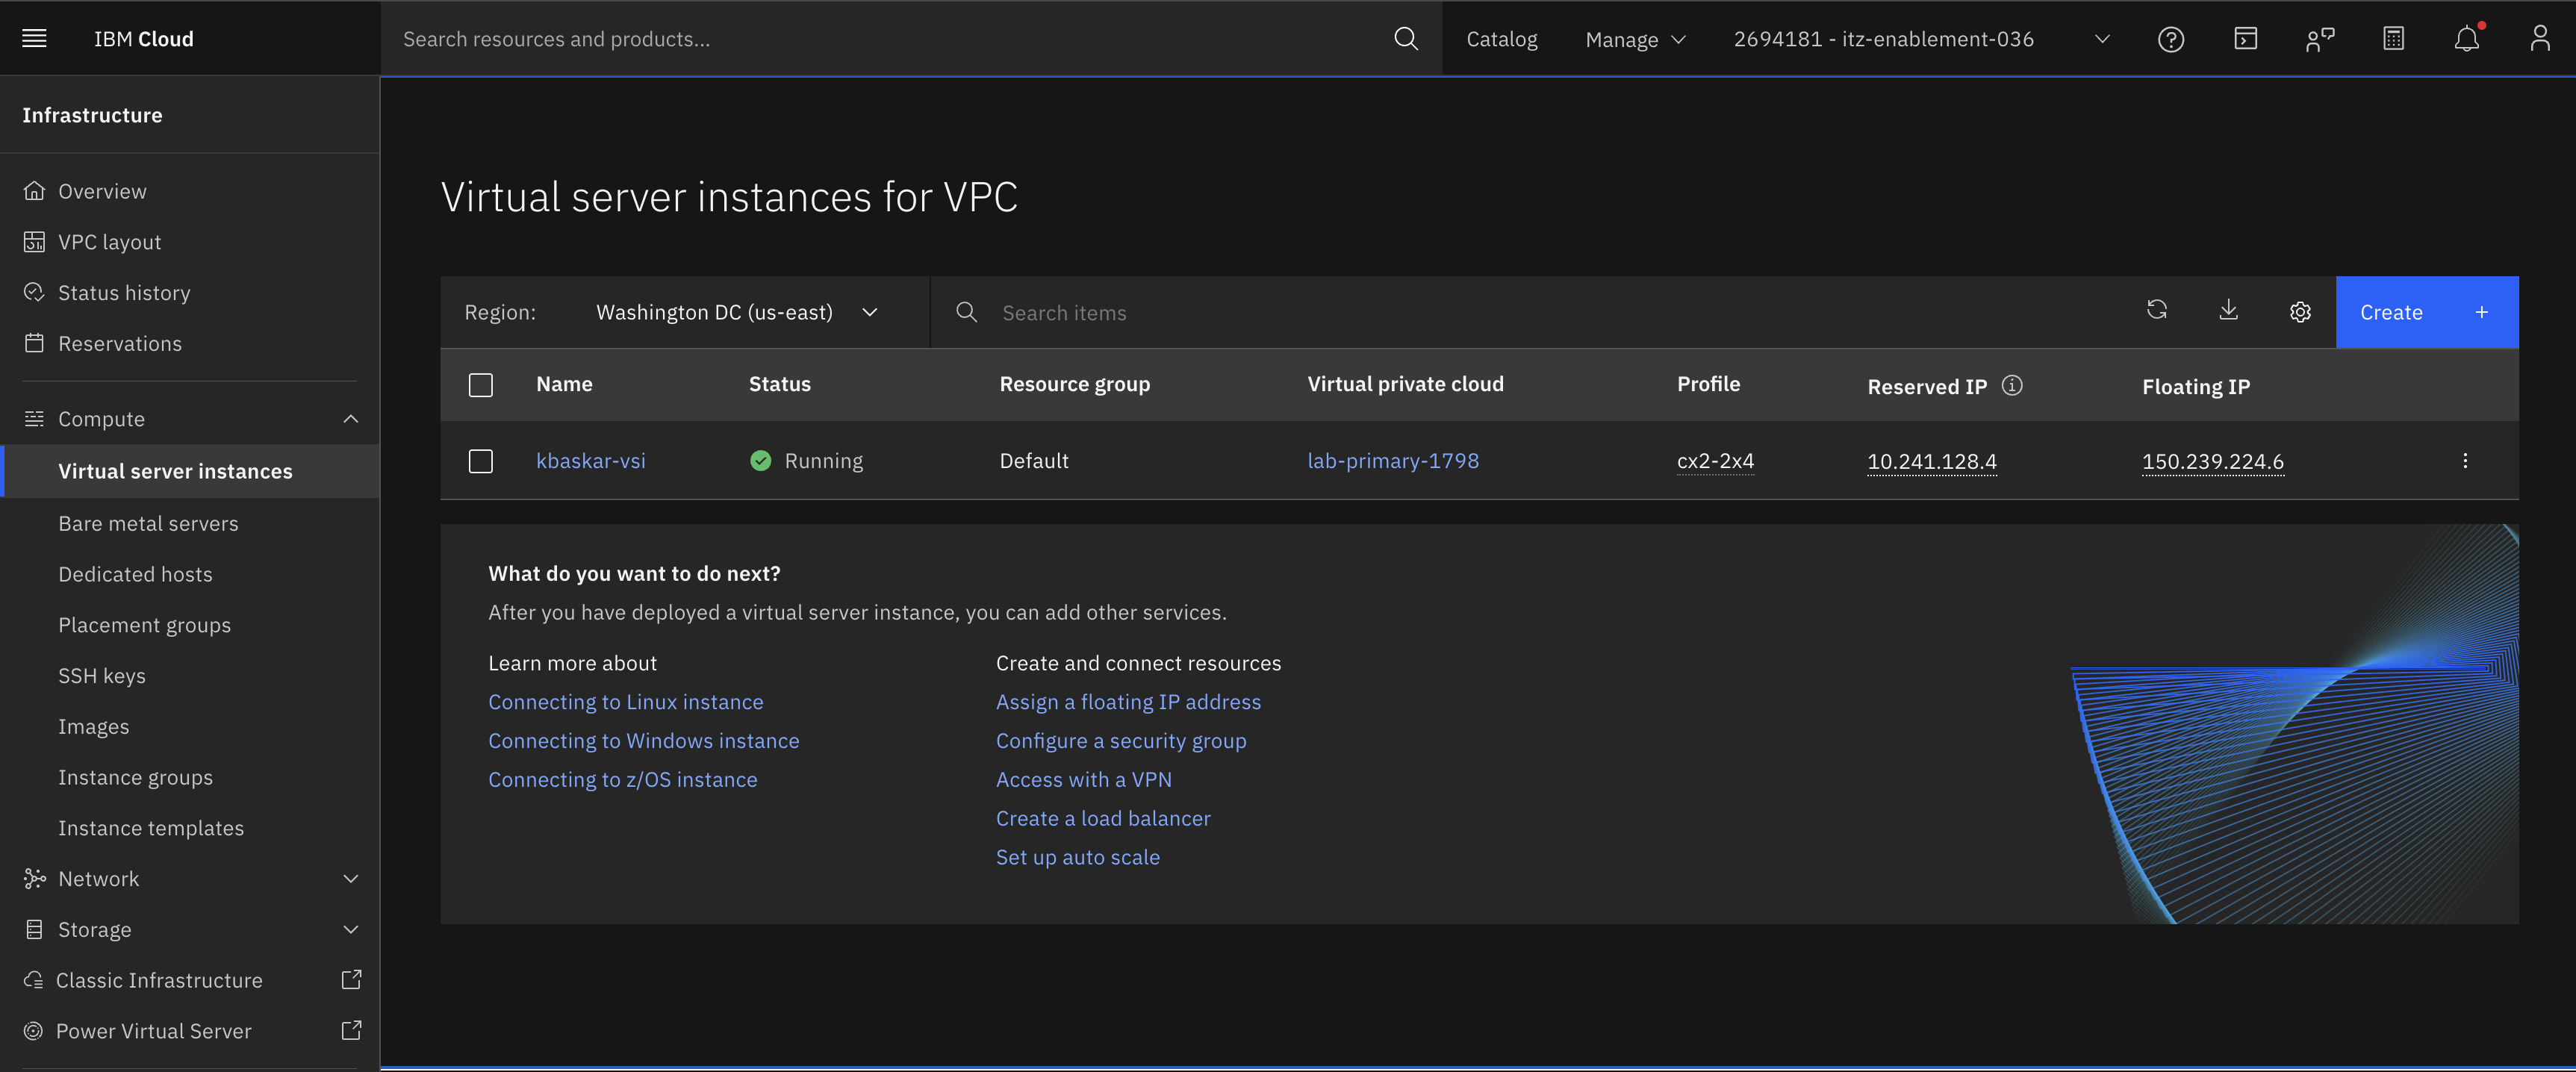 IBM Cloud
Search resources and products...
Catalog
Manage
2694181 - itz-enablement-036
Infrastructure
Overview
VPC layout
Status history
Reservations
Compute
Virtual server instances
Bare metal servers
Dedicated hosts
Placement groups
SSH keys
Images
Instance groups
Instance templates
Network
Storage
Classic Infrastructure
Power Virtual Server
Virtual server instances for VPC
Region: Washington DC (us-east)
Search items
Create +
Name Status Resource group Virtual private cloud Profile Reserved IP Floating IP
kbaskar-vsi Running Default lab-primary-1798 cx2-2x4 10.241.128.4 150.239.224.6
What do you want to do next?
After you have deployed a virtual server instance, you can add other services.
Learn more about
Connecting to Linux instance
Connecting to Windows instance
Connecting to z/OS instance
Create and connect resources
Assign a floating IP address
Configure a security group
Access with a VPN
Create a load balancer
Set up auto scale